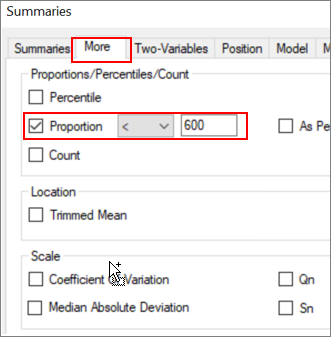 Summaries
Summaries More Two-Variables Position Model M
Proportions/Percentiles/Count
Percentile
Proportion < 600 As Pe
Count
Location
Trimmed Mean
Scale
Coefficient Of Variation Qn
Median Absolute Deviation Sn